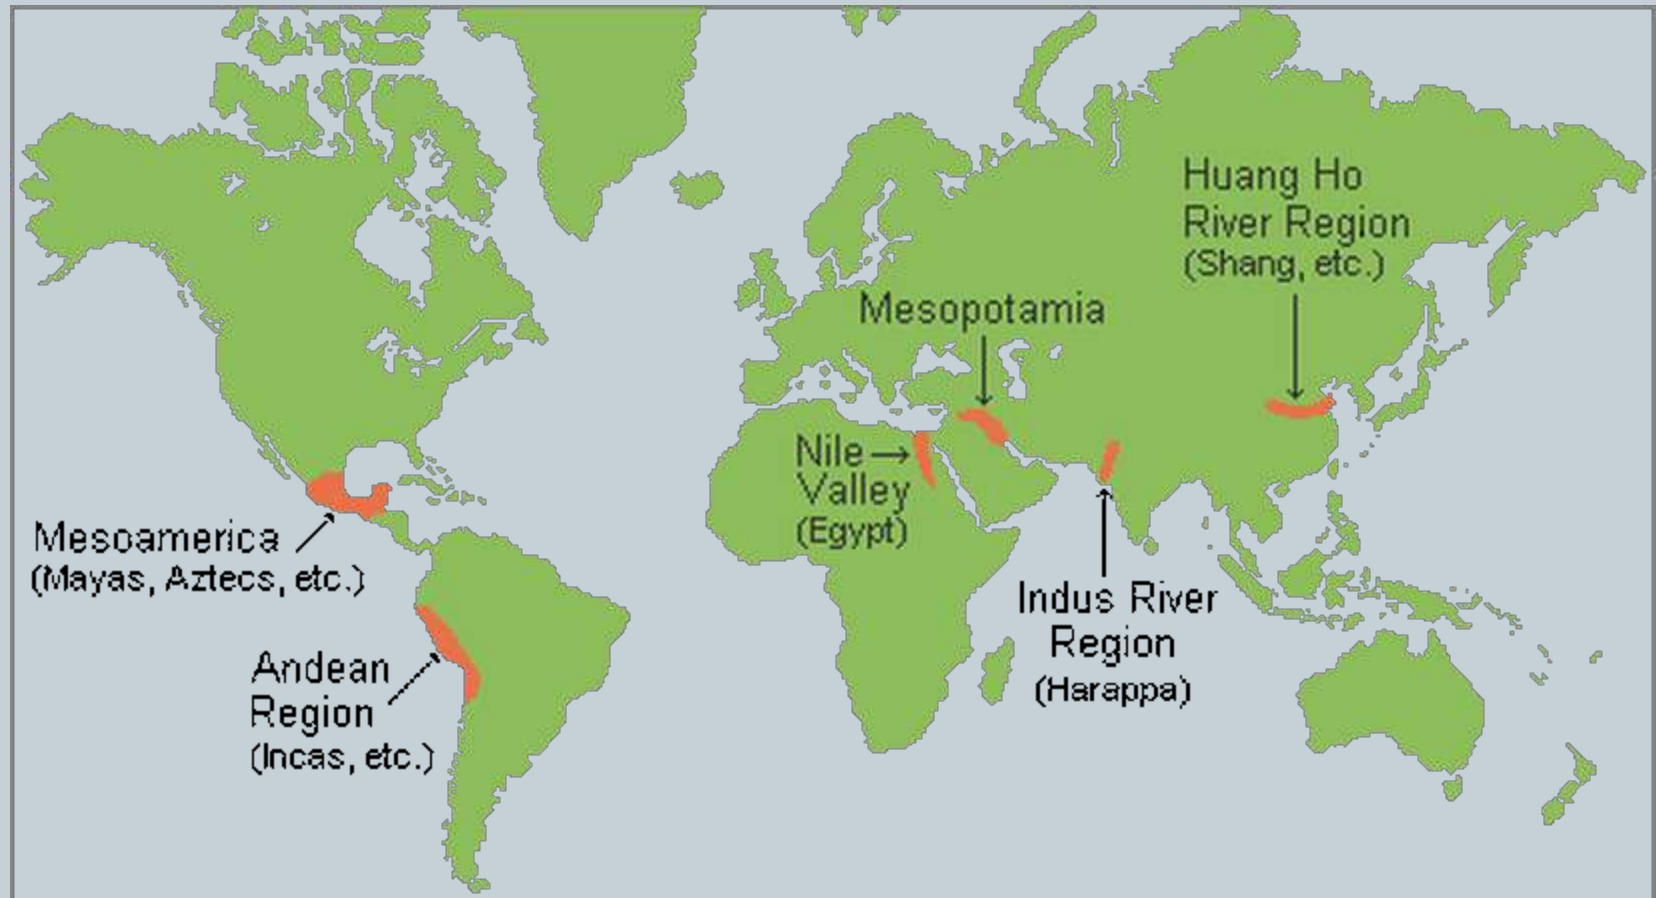 Huang Ho
River Region
(Shang, etc.)
Mesopotamia
Nile
Valley
(Egypt)
Mesoamerica
(Mayas, Aztecs, etc.)
Indus River
Region
(Harappa)
Andean
Region
(Incas, etc.)